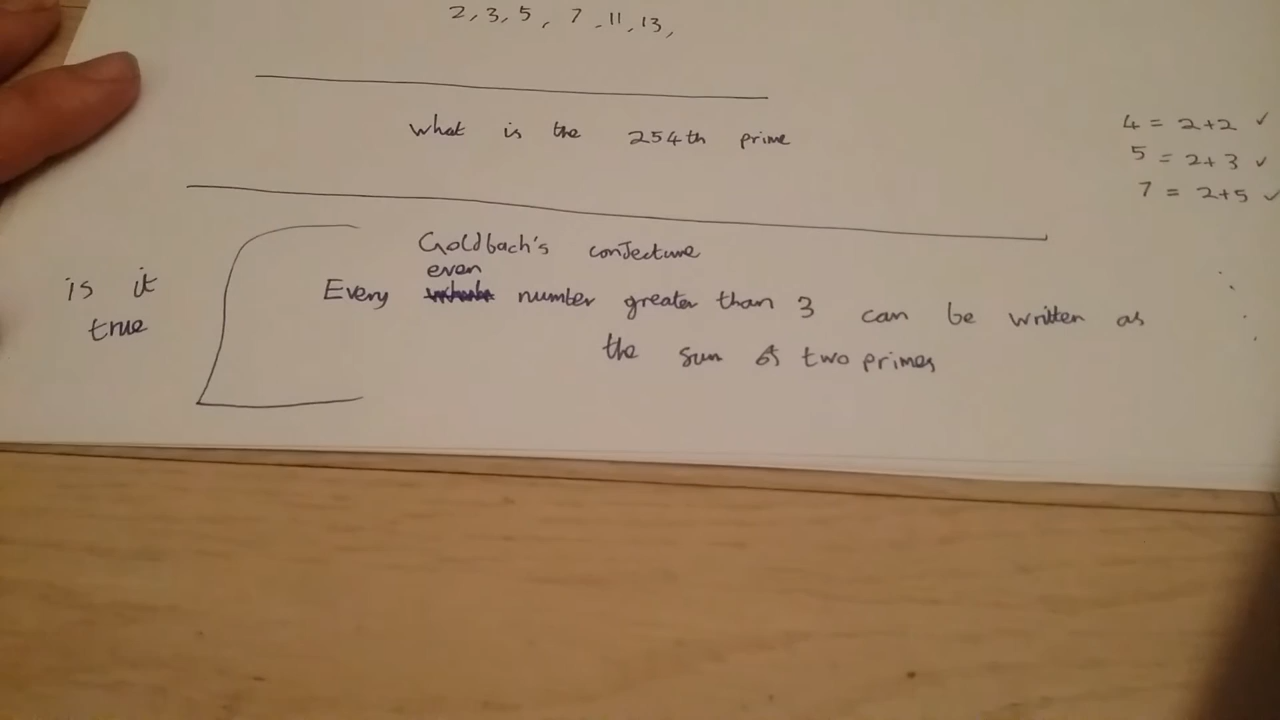 2, 3, 5, 7, 11, 13,
What is the 254th prime
4 = 2+2 ✓
5 = 2+3 ✓
7 = 2+5 ✓
is it
true
Goldbach's conjecture
even
Every number greater than 3 can be written as
the sum of two primes